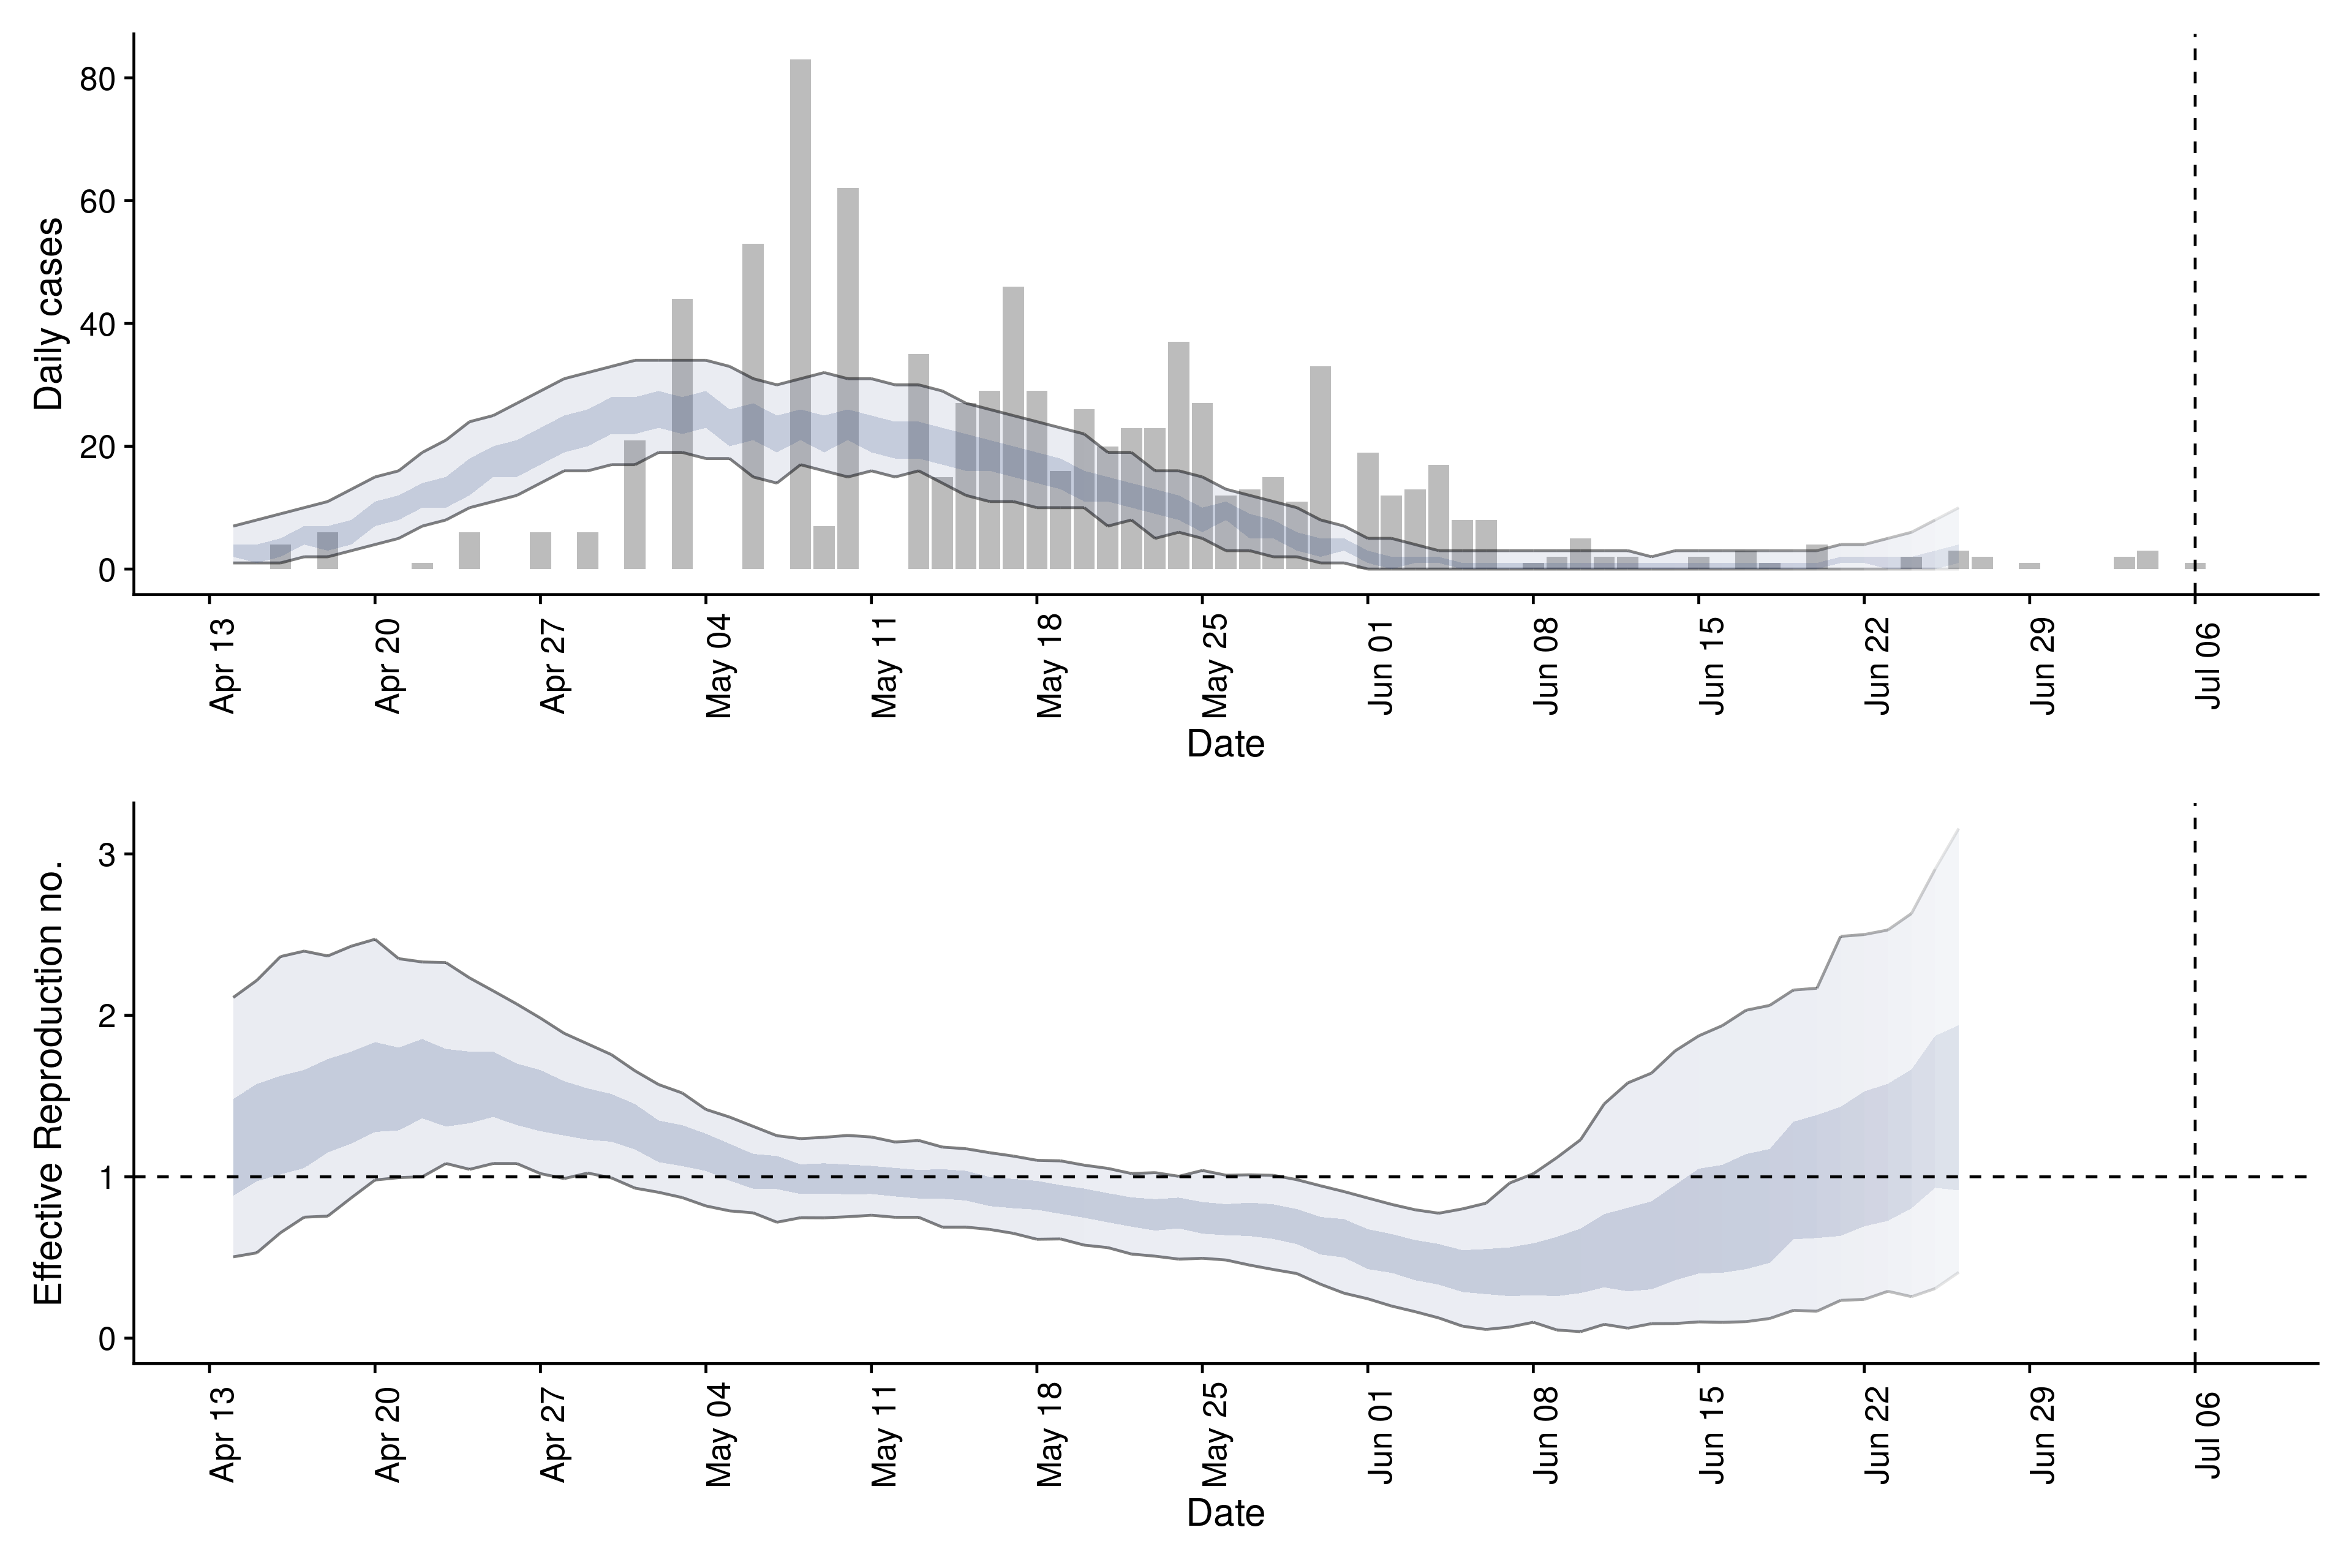 Daily cases
80
60
40
20
0
Apr 13
Apr 20
Apr 27
May 04
May 11
May 18
May 25
Jun 01
Jun 08
Jun 15
Jun 22
Jun 29
Jul 06
Date
Effective Reproduction no.
3
2
1
0
Apr 13
Apr 20
Apr 27
May 04
May 11
May 18
May 25
Jun 01
Jun 08
Jun 15
Jun 22
Jun 29
Jul 06
Date